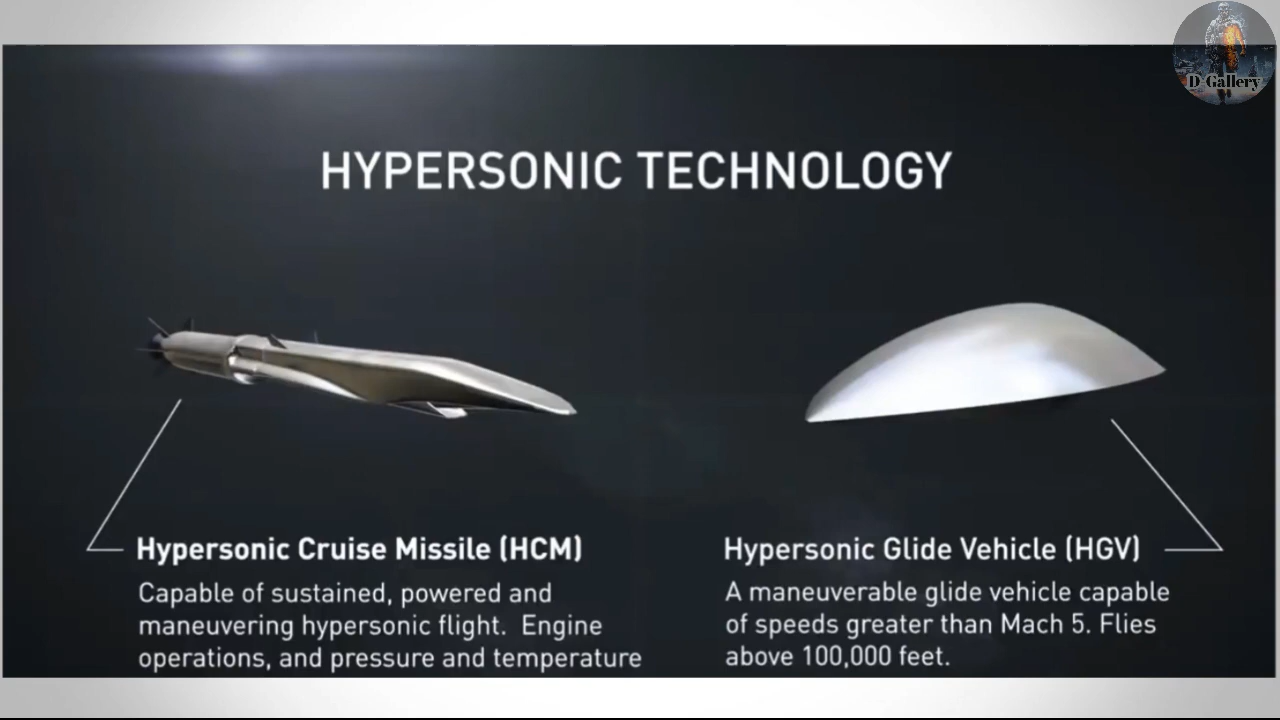 D-Gallery
HYPERSONIC TECHNOLOGY
Hypersonic Cruise Missile (HCM)
Capable of sustained, powered and
maneuvering hypersonic flight. Engine
operations, and pressure and temperature
Hypersonic Glide Vehicle (HGV)
A maneuverable glide vehicle capable
of speeds greater than Mach 5. Flies
above 100,000 feet.